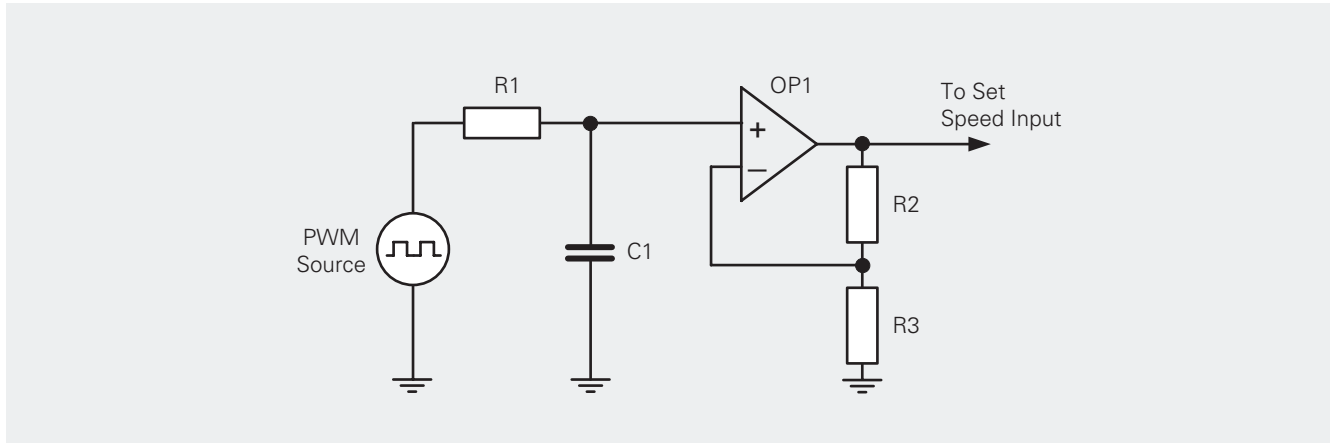 R1
OP1
To Set
Speed Input
+
−
R2
PWM
Source
C1
R3